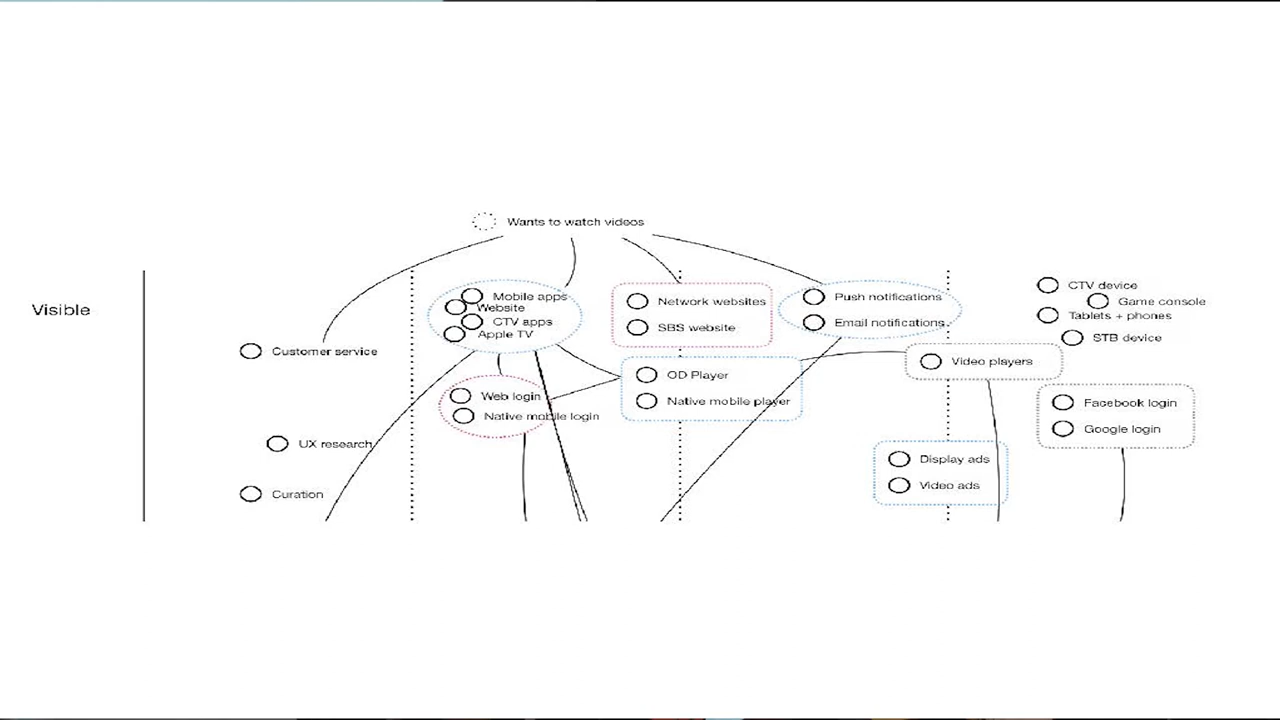 Wants to watch videos
Visible
Customer service
UX research
Curation
Mobile apps
Website
CTV apps
Apple TV
Web login
Native mobile login
Network websites
SBS website
OD Player
Native mobile player
Push notifications
Email notifications
Video players
Display ads
Video ads
CTV device
Game console
Tablets + phones
STB device
Facebook login
Google login